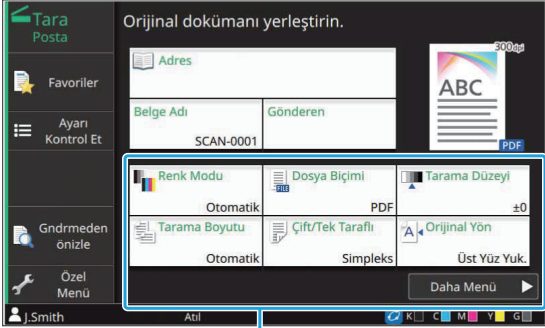 Tara
Posta
Orijinal dokümanı yerleştirin.
Favoriler
Ayarı
Kontrol Et
Gndrmeden
önizle
Özel
Menü
Adres
Belge Adı
SCAN-0001
Gönderen
300dpi
ABC
PDF
Renk Modu
Otomatik
Dosya Biçimi
FILE
PDF
Tarama Düzeyi
±0
Tarama Boyutu
Otomatik
Çift/Tek Taraflı
Simpleks
A
Orijinal Yön
Üst Yüz Yuk.
Daha Menü
J.Smith
Atıl
K C M Y G